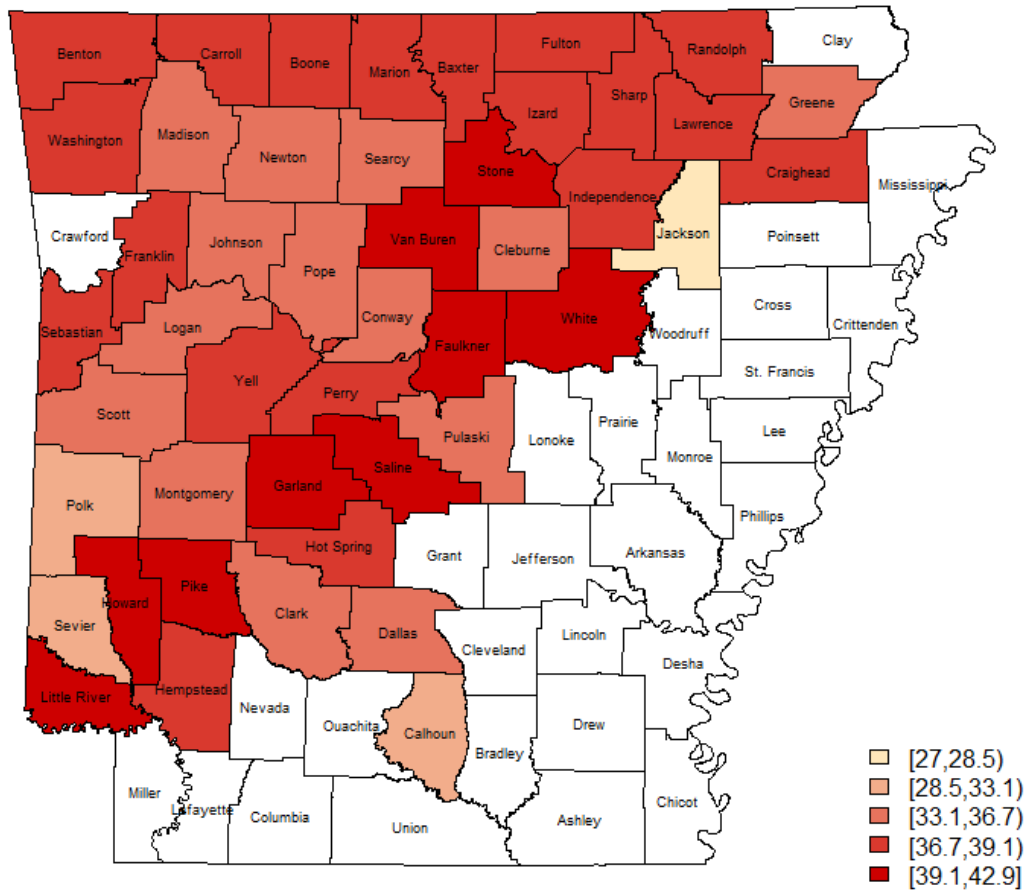 Clay
Benton
Carroll
Boone
Marion
Baxter
Fulton
Randolph
Sharp
Izard
Greene
Lawrence
Washington
Madison
Newton
Searcy
Stone
Independence
Craighead
Mississippi
Crawford
Franklin
Johnson
Pope
Van Buren
Cleburne
Jackson
Poinsett
Sebastian
Logan
Conway
Faulkner
White
Woodruff
Cross
Crittenden
St. Francis
Scott
Yell
Perry
Pulaski
Lonoke
Prairie
Monroe
Lee
Polk
Montgomery
Garland
Saline
Phillips
Hot Spring
Grant
Jefferson
Arkansas
Howard
Pike
Sevier
Clark
Dallas
Cleveland
Lincoln
Desha
Little River
Hempstead
Nevada
Ouachita
Calhoun
Bradley
Drew
Miller
Lafayette
Columbia
Union
Ashley
Chicot
[27,28.5)
[28.5,33.1)
[33.1,36.7)
[36.7,39.1)
[39.1,42.9]